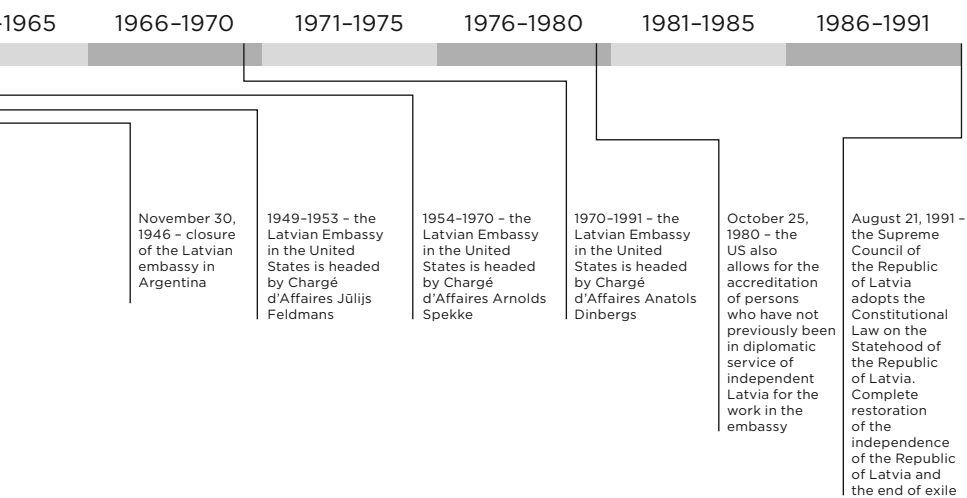 -1965
1966–1970
1971–1975
1976–1980
1981–1985
1986–1991
November 30,
1946 – closure
of the Latvian
embassy in
Argentina
1949–1953 – the
Latvian Embassy
in the United
States is headed
by Chargé
d’Affaires Jūlijs
Feldmans
1954–1970 – the
Latvian Embassy
in the United
States is headed
by Chargé
d’Affaires Arnolds
Spekke
1970–1991 – the
Latvian Embassy
in the United
States is headed
by Chargé
d’Affaires Anatols
Dinbergs
October 25,
1980 – the
US also
allows for the
accreditation
of persons
who have not
previously been
in diplomatic
service of
independent
Latvia for the
work in the
embassy
August 21, 1991 –
the Supreme
Council of
the Republic
of Latvia
adopts the
Constitutional
Law on the
Statehood of
the Republic
of Latvia.
Complete
restoration
of the
independence
of the Republic
of Latvia and
the end of exile